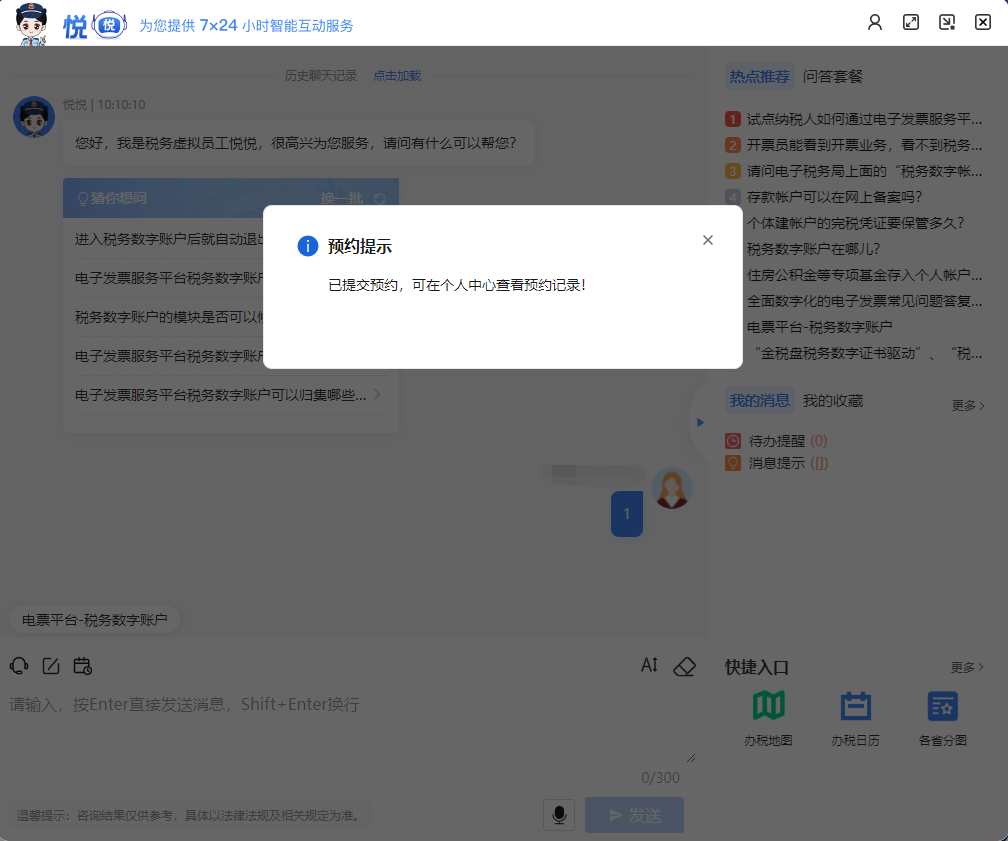 悦 悦 为您提供 7×24 小时智能互动服务
历史聊天记录 点击加载
悦悦 | 10:10:10
您好，我是税务虚拟员工悦悦，很高兴为您服务，请问有什么可以帮您？
猜你想问 换一批
进入税务数字账户后就自动退出
电子发票服务平台税务数字账户
税务数字账户的模块是否可以
电子发票服务平台税务数字账户
电子发票服务平台税务数字账户可以归集哪些...
1
电票平台-税务数字账户
预约提示
已提交预约，可在个人中心查看预约记录！
请输入，按Enter直接发送消息，Shift+Enter换行
0/300
温馨提示：咨询结果仅供参考，具体以法律法规及相关规定为准。
发送
热点推荐 问答套餐
1 试点纳税人如何通过电子发票服务平...
2 开票员能看到开票业务，看不到税务...
3 请问电子税务局上面的“税务数字帐...
4 存款帐户可以在网上备案吗?
个体建帐户的完税凭证要保管多久?
税务数字账户在哪儿?
住房公积金等专项基金存入个人帐户...
全面数字化的电子发票常见问题答复...
电票平台-税务数字账户
“金税盘税务数字证书驱动”、“税...
我的消息 我的收藏 更多
待办提醒 (0)
消息提示 ([])
快捷入口 更多
办税地图 办税日历 各省分图